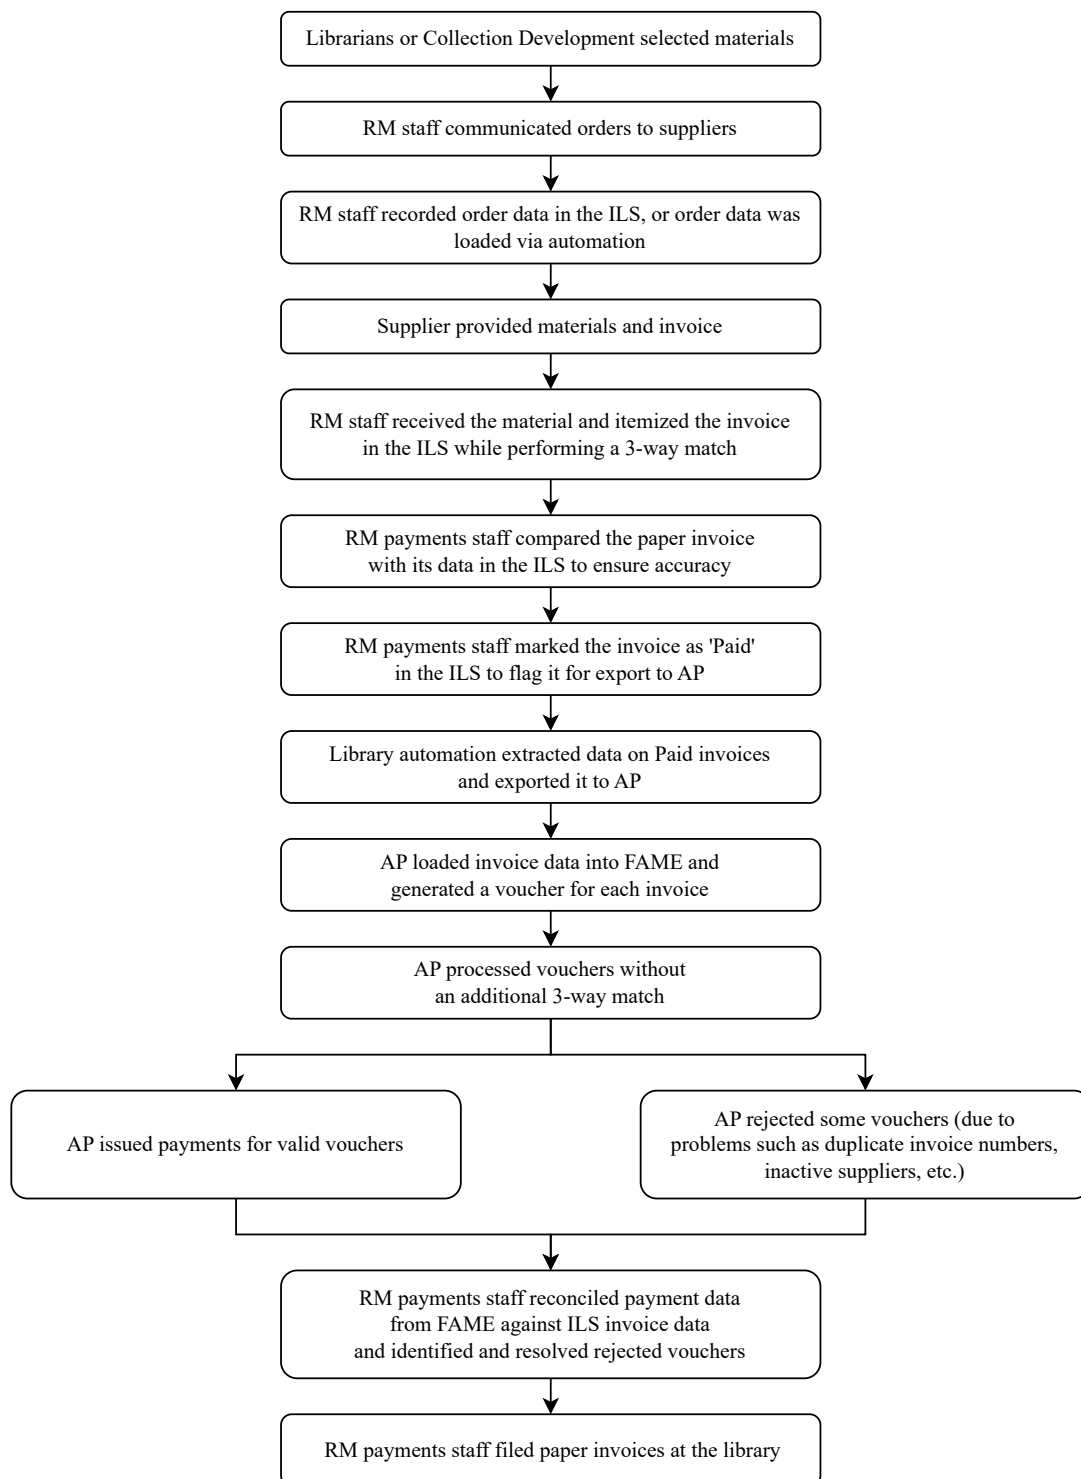 Librarians or Collection Development selected materials
RM staff communicated orders to suppliers
RM staff recorded order data in the ILS, or order data was
loaded via automation
Supplier provided materials and invoice
RM staff received the material and itemized the invoice
in the ILS while performing a 3-way match
RM payments staff compared the paper invoice
with its data in the ILS to ensure accuracy
RM payments staff marked the invoice as 'Paid'
in the ILS to flag it for export to AP
Library automation extracted data on Paid invoices
and exported it to AP
AP loaded invoice data into FAME and
generated a voucher for each invoice
AP processed vouchers without
an additional 3-way match
AP issued payments for valid vouchers
AP rejected some vouchers (due to
problems such as duplicate invoice numbers,
inactive suppliers, etc.)
RM payments staff reconciled payment data
from FAME against ILS invoice data
and identified and resolved rejected vouchers
RM payments staff filed paper invoices at the library